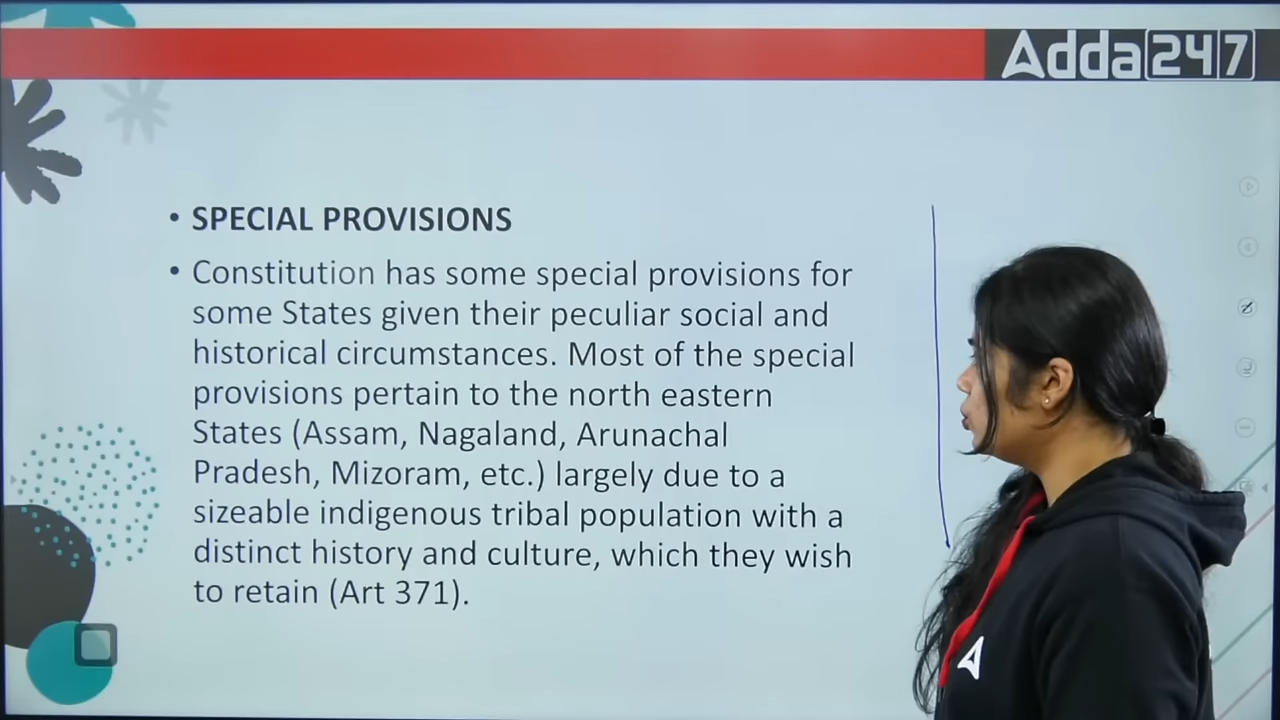 Adda247
• SPECIAL PROVISIONS
• Constitution has some special provisions for
some States given their peculiar social and
historical circumstances. Most of the special
provisions pertain to the north eastern
States (Assam, Nagaland, Arunachal
Pradesh, Mizoram, etc.) largely due to a
sizeable indigenous tribal population with a
distinct history and culture, which they wish
to retain (Art 371).